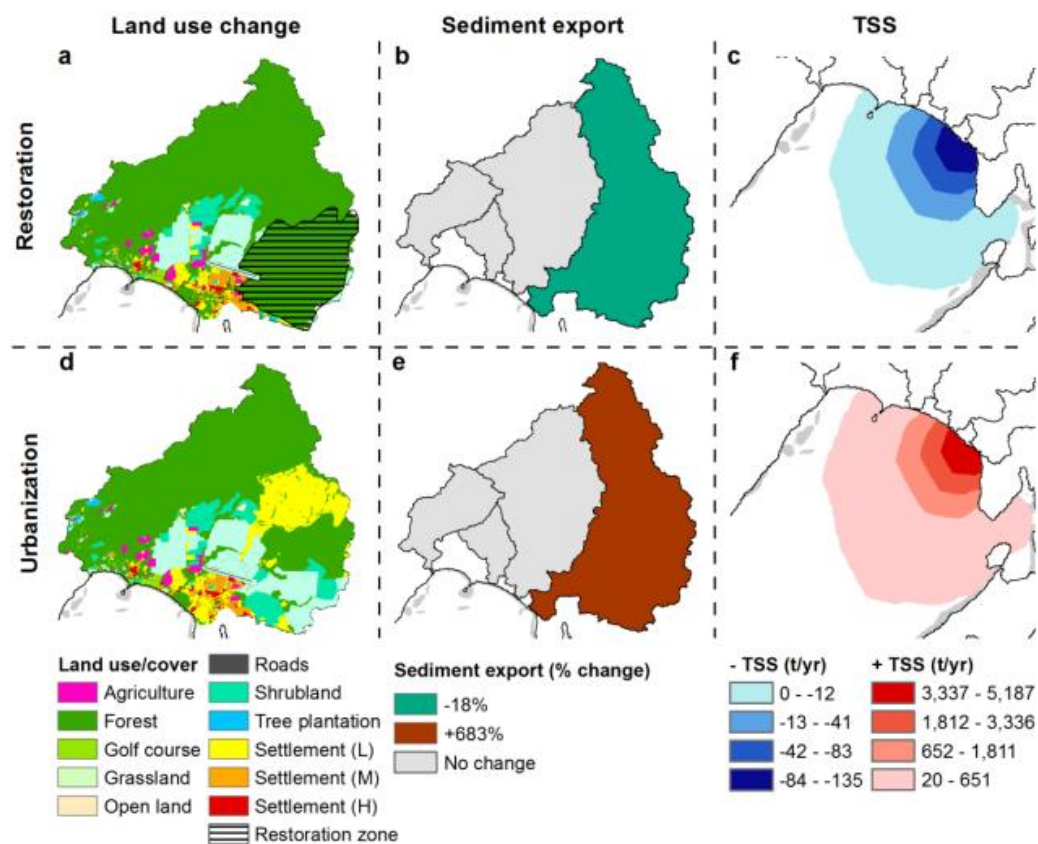 Land use change
Sediment export
TSS
a
b
c
Restoration
d
e
f
Urbanization
Land use/cover
Agriculture
Forest
Golf course
Grassland
Open land
Roads
Shrubland
Tree plantation
Settlement (L)
Settlement (M)
Settlement (H)
Restoration zone
Sediment export (% change)
-18%
+683%
No change
- TSS (t/yr)
0 - -12
-13 - -41
-42 - -83
-84 - -135
+ TSS (t/yr)
3,337 - 5,187
1,812 - 3,336
652 - 1,811
20 - 651